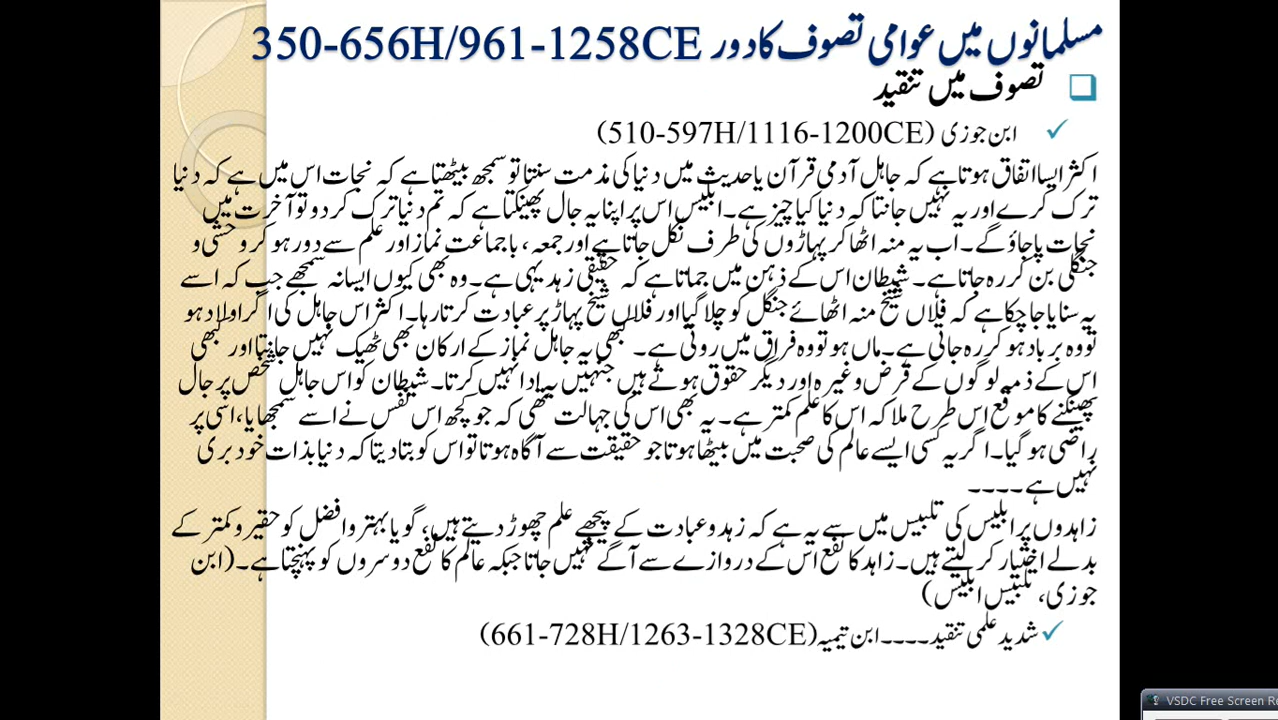 مسلمانوں میں عوامی تصوف کا دور 350-656H/961-1258CE
تصوف میں تنقید
ابن جوزی (510-597H/1116-1200CE)
اکثر ایسا اتفاق ہوتا ہے کہ جاہل آدمی قرآن یا حدیث میں دنیا کی مذمت سنتا تو سمجھ بیٹھتا ہے کہ نجات اس میں ہے کہ دنیا
ترک کرے اور یہ نہیں جانتا کہ دنیا کیا چیز ہے۔ ابلیس اس پر اپنا یہ جال پھینکتا ہے کہ تم دنیا ترک کر دو تو آخرت میں
نجات پا جاؤ گے۔ اب یہ منہ اٹھا کر پہاڑوں کی طرف نکل جاتا ہے اور جمعہ، با جماعت نماز اور علم سے دور ہو کر وحشی و
جنگلی بن کر رہ جاتا ہے۔ شیطان اس کے ذہن میں جماتا ہے کہ حقیقی زہد یہی ہے۔ وہ بھی کیوں ایسا نہ سمجھے جب کہ اسے
یہ سنایا جا چکا ہے کہ فلاں شیخ منہ اٹھائے جنگل کو چلا گیا اور فلاں شیخ پہاڑ پر عبادت کرتا رہا۔ اکثر اس جاہل کی اگر اولاد ہو
تو وہ برباد ہو کر رہ جاتی ہے۔ ماں ہو تو وہ فراق میں روتی ہے۔ کبھی یہ جاہل نماز کے ارکان بھی ٹھیک نہیں جانتا اور کبھی
اس کے ذمہ لوگوں کے قرض وغیرہ اور دیگر حقوق ہوتے ہیں جنہیں یہ ادا نہیں کرتا۔ شیطان کو اس جاہل شخص پر جال
پھینکنے کا موقع اس طرح ملا کہ اس کا علم کمتر ہے۔ یہ بھی اس کی جہالت تھی کہ جو کچھ اس کے نفس نے اسے سمجھایا، اسی پر
راضی ہو گیا۔ اگر یہ کسی ایسے عالم کی صحبت میں بیٹھا ہوتا جو حقیقت سے آگاہ ہوتا تو اس کو بتا دیتا کہ دنیا بذات خود بری
نہیں ہے۔۔۔۔
زاہدوں پر ابلیس کی تلبیس میں سے یہ ہے کہ زہد و عبادت کے پیچھے علم چھوڑ دیتے ہیں، گویا بہتر و افضل کو حقیر و کمتر کے
بدلے اختیار کر لیتے ہیں۔ زاہد کا نفع اس کے دروازے سے آگے نہیں جاتا جبکہ عالم کا نفع دوسروں کو پہنچتا ہے۔ (ابن
جوزی، تلبیس ابلیس)
شدید علمی تنقید۔۔۔۔ ابن تیمیہ (661-728H/1263-1328CE)
VSDC Free Screen Re